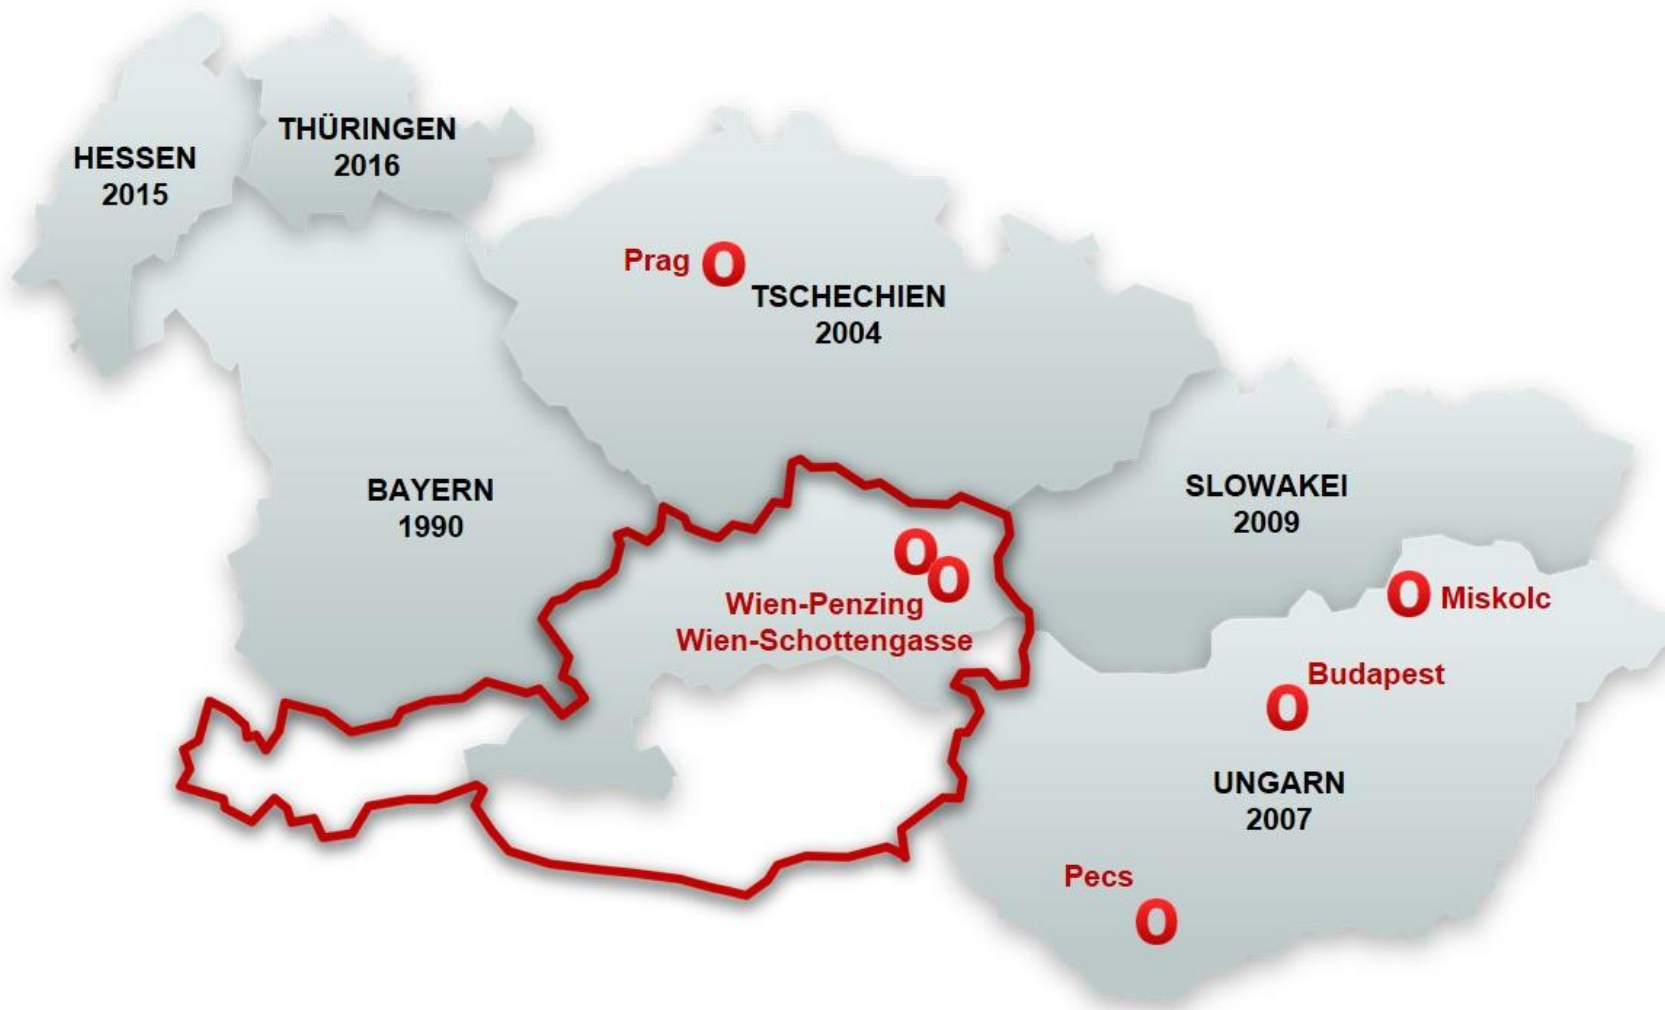 HESSEN
2015
THÜRINGEN
2016
Prag
TSCHECHIEN
2004
BAYERN
1990
SLOWAKEI
2009
Wien-Penzing
Wien-Schottengasse
Miskolc
Budapest
UNGARN
2007
Pecs